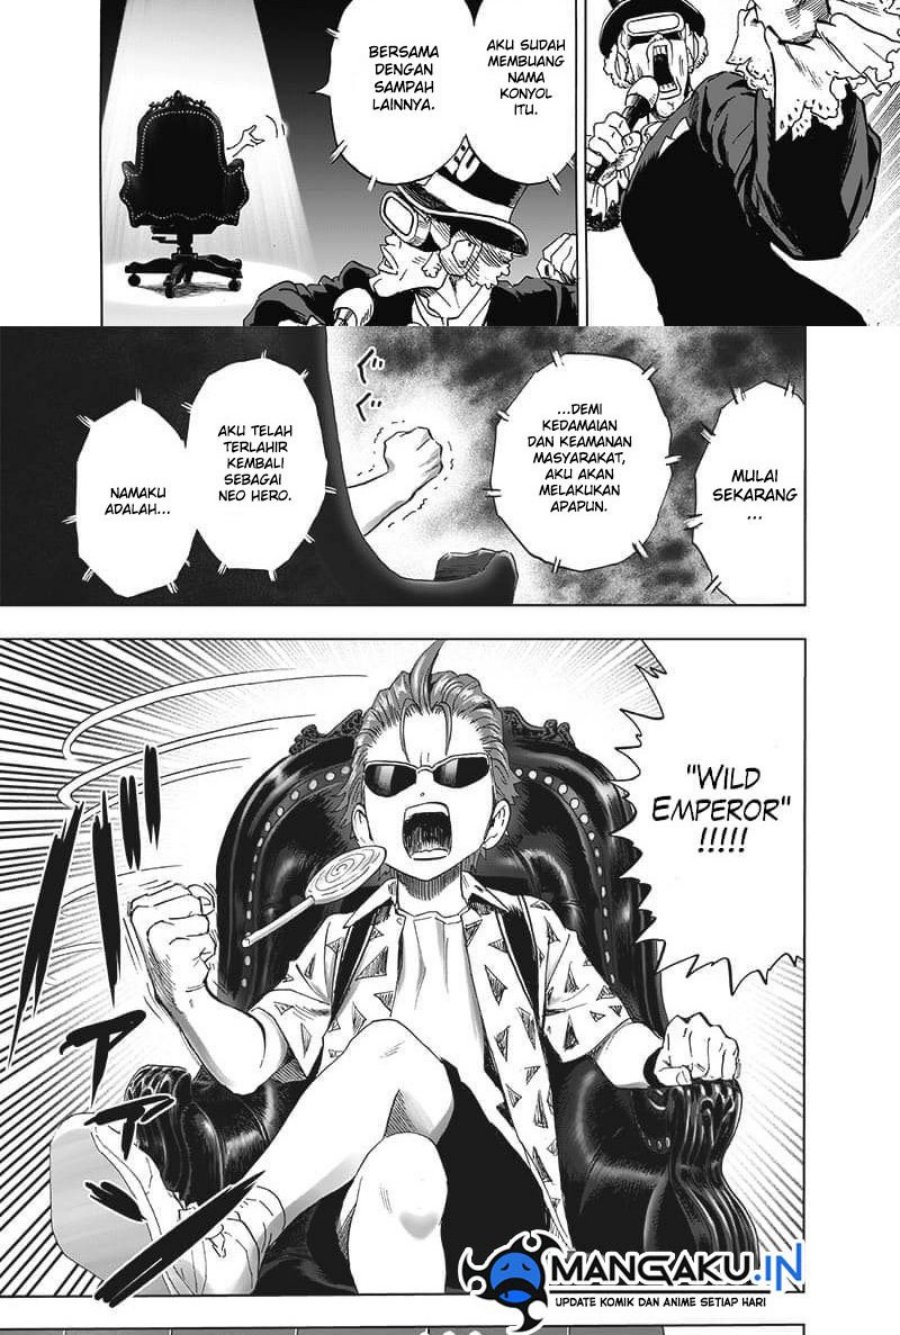 AKU SUDAH
MEMBUANG
NAMA
KONYOL
ITU.
BERSAMA
DENGAN
SAMPAH
LAINNYA.
MULAI
SEKARANG
...
...DEMI
KEDAMAIAN
DAN KEAMANAN
MASYARAKAT,
AKU AKAN
MELAKUKAN
APAPUN.
AKU TELAH
TERLAHIR
KEMBALI
SEBAGAI
NEO HERO.
NAMAKU
ADALAH...
"WILD
EMPEROR"
!!!!!
MANGAKU.IN
UPDATE KOMIK DAN ANIME SETIAP HARI